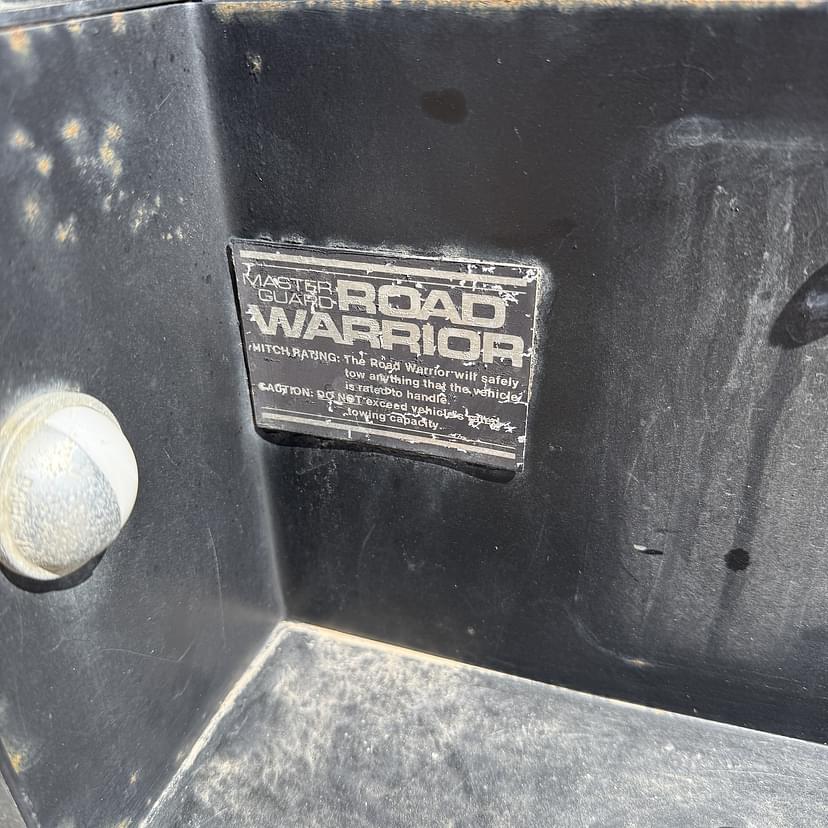 MASTER ROAD
GUARD
WARRIOR
HITCH RATING: The Road Warrior will safely
tow anything that the vehicle
is rated to handle.
CAUTION: DO NOT exceed vehicle's rated
towing capacity.